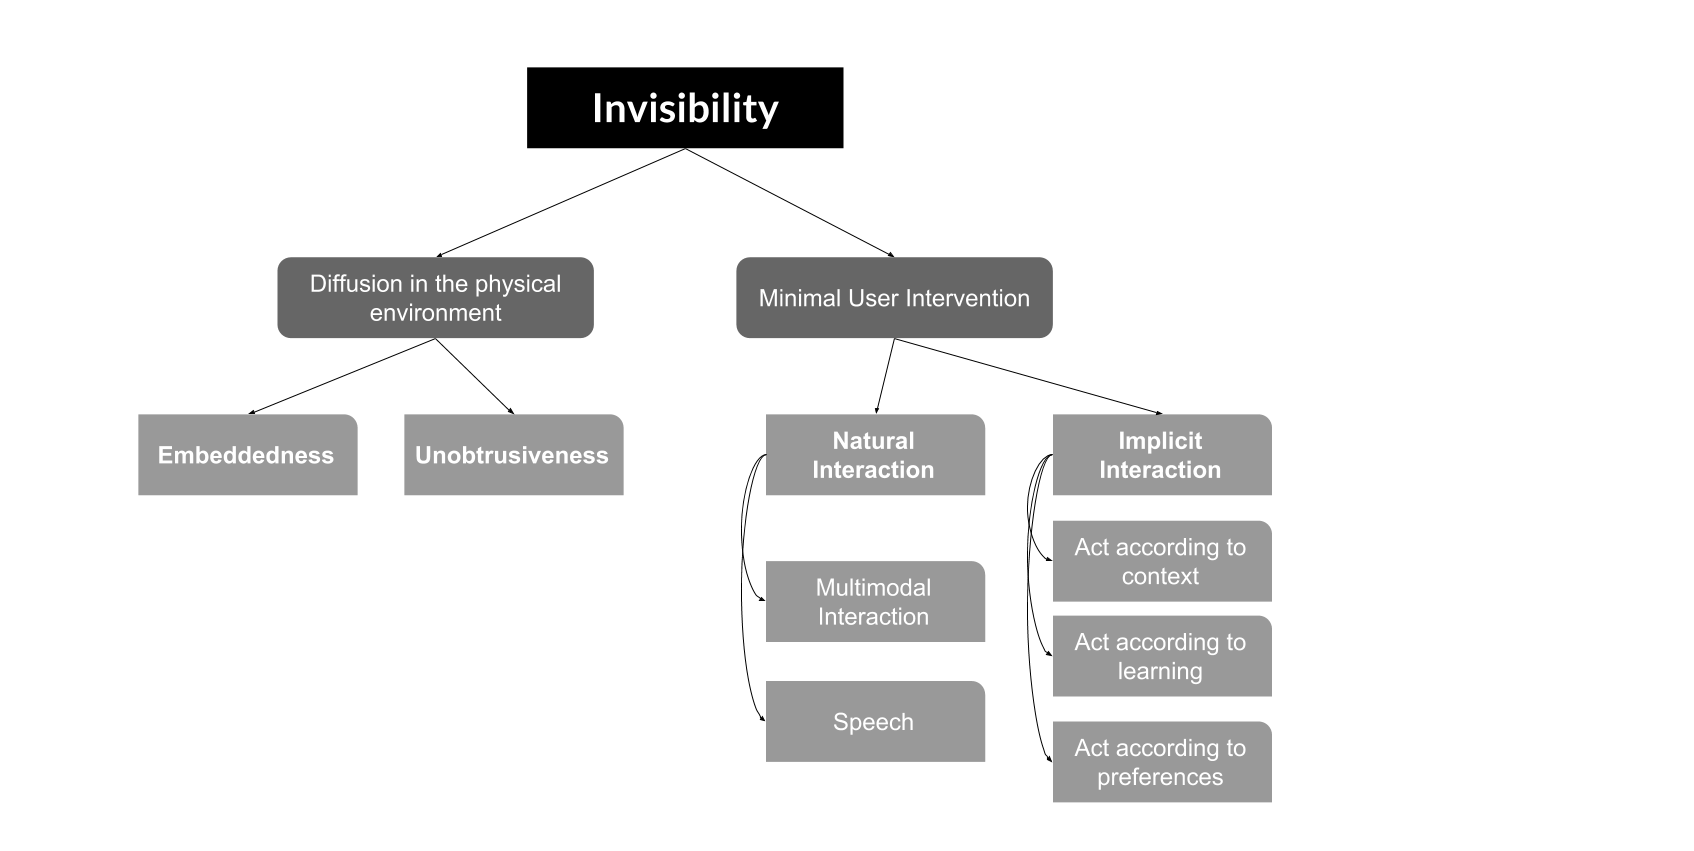 Invisibility
Diffusion in the physical
environment
Minimal User Intervention
Embeddedness
Unobtrusiveness
Natural
Interaction
Implicit
Interaction
Multimodal
Interaction
Speech
Act according to
context
Act according to
learning
Act according to
preferences